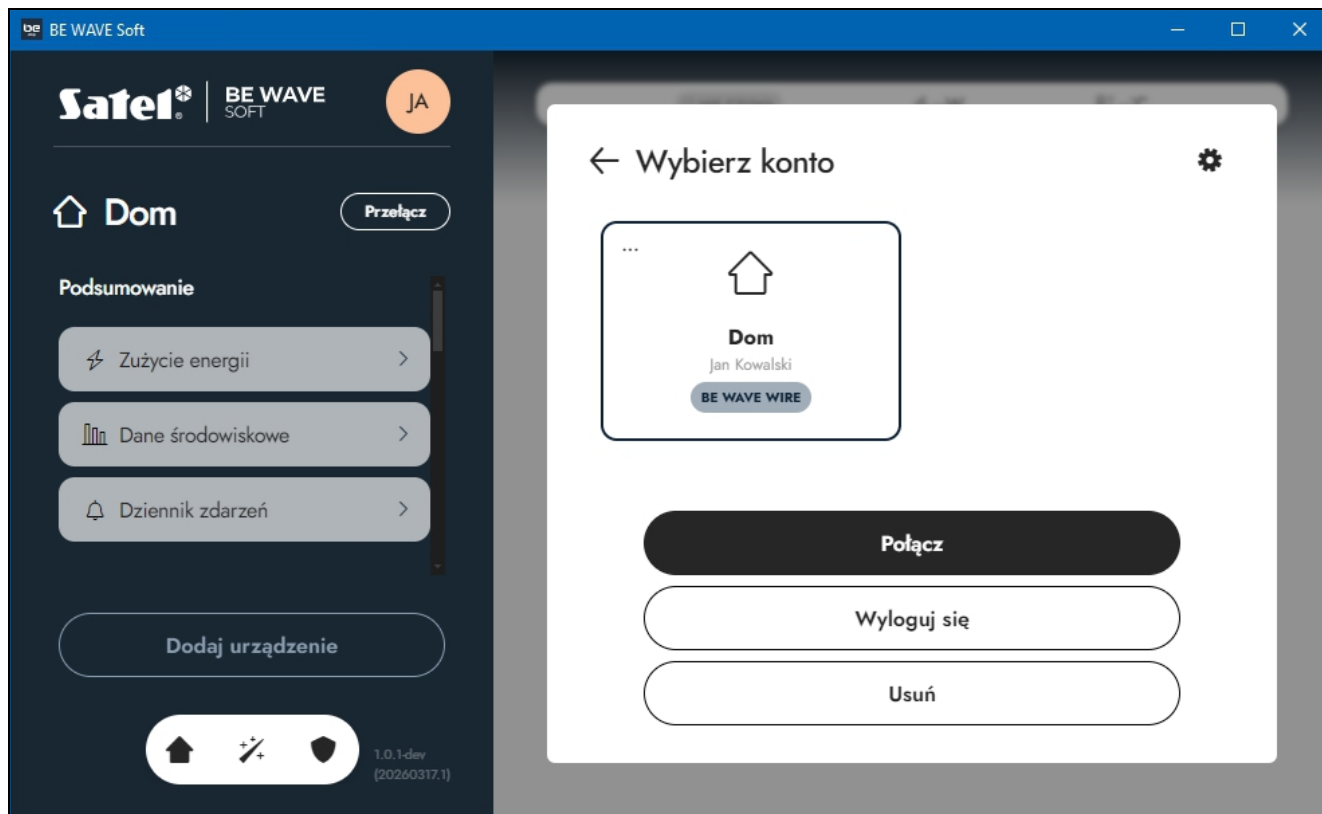 be BE WAVE Soft
Satel® BE WAVE
SOFT
JA
Dom
Przełącz
Podsumowanie
Zużycie energii
Dane środowiskowe
Dziennik zdarzeń
Dodaj urządzenie
1.0.1-dev
(20260317.1)
Wybierz konto
...
Dom
Jan Kowalski
BE WAVE WIRE
Połącz
Wyloguj się
Usuń